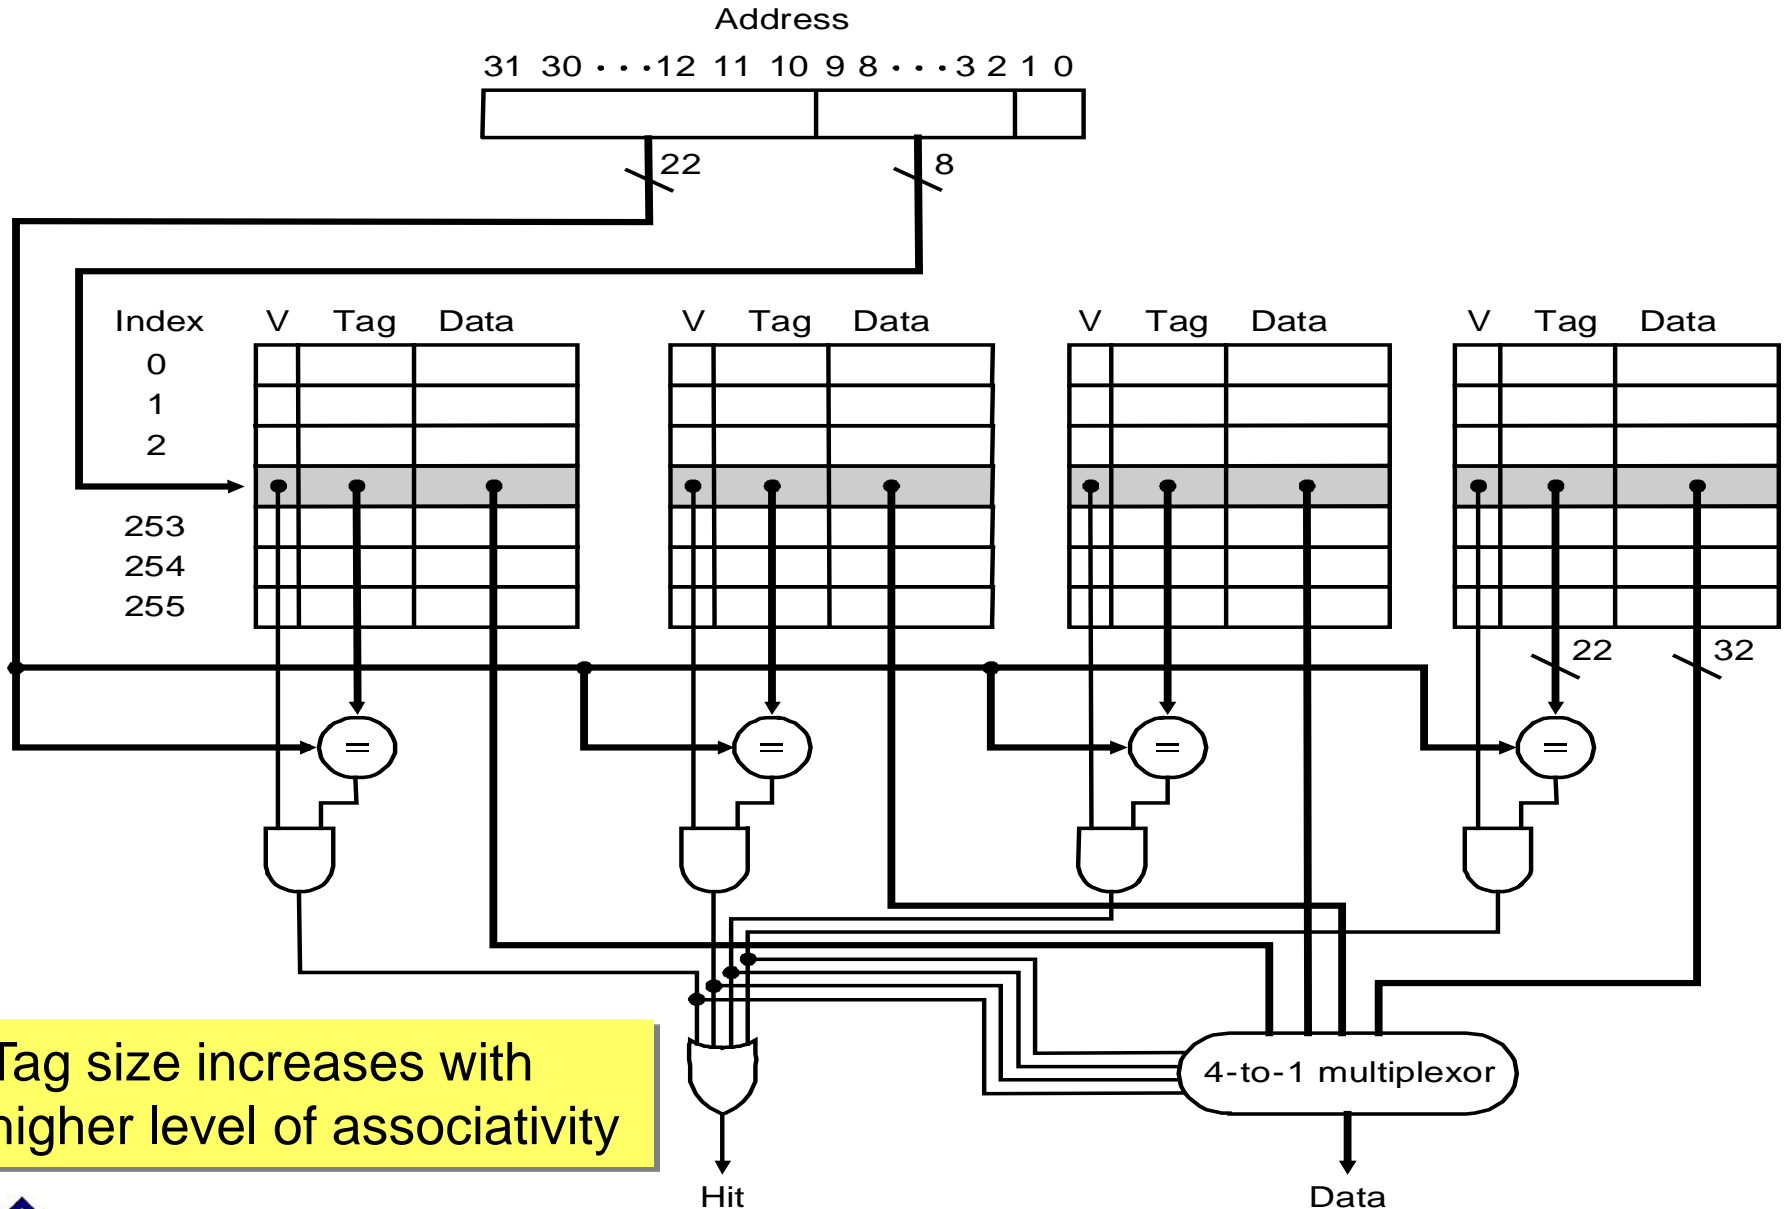 Address
31 30 · · · 12 11 10 9 8 · · · 3 2 1 0
22 8
Index V Tag Data V Tag Data V Tag Data V Tag Data
0
1
2
253
254
255
22 32
= = = =
4-to-1 multiplexor
Tag size increases with
higher level of associativity
Hit Data